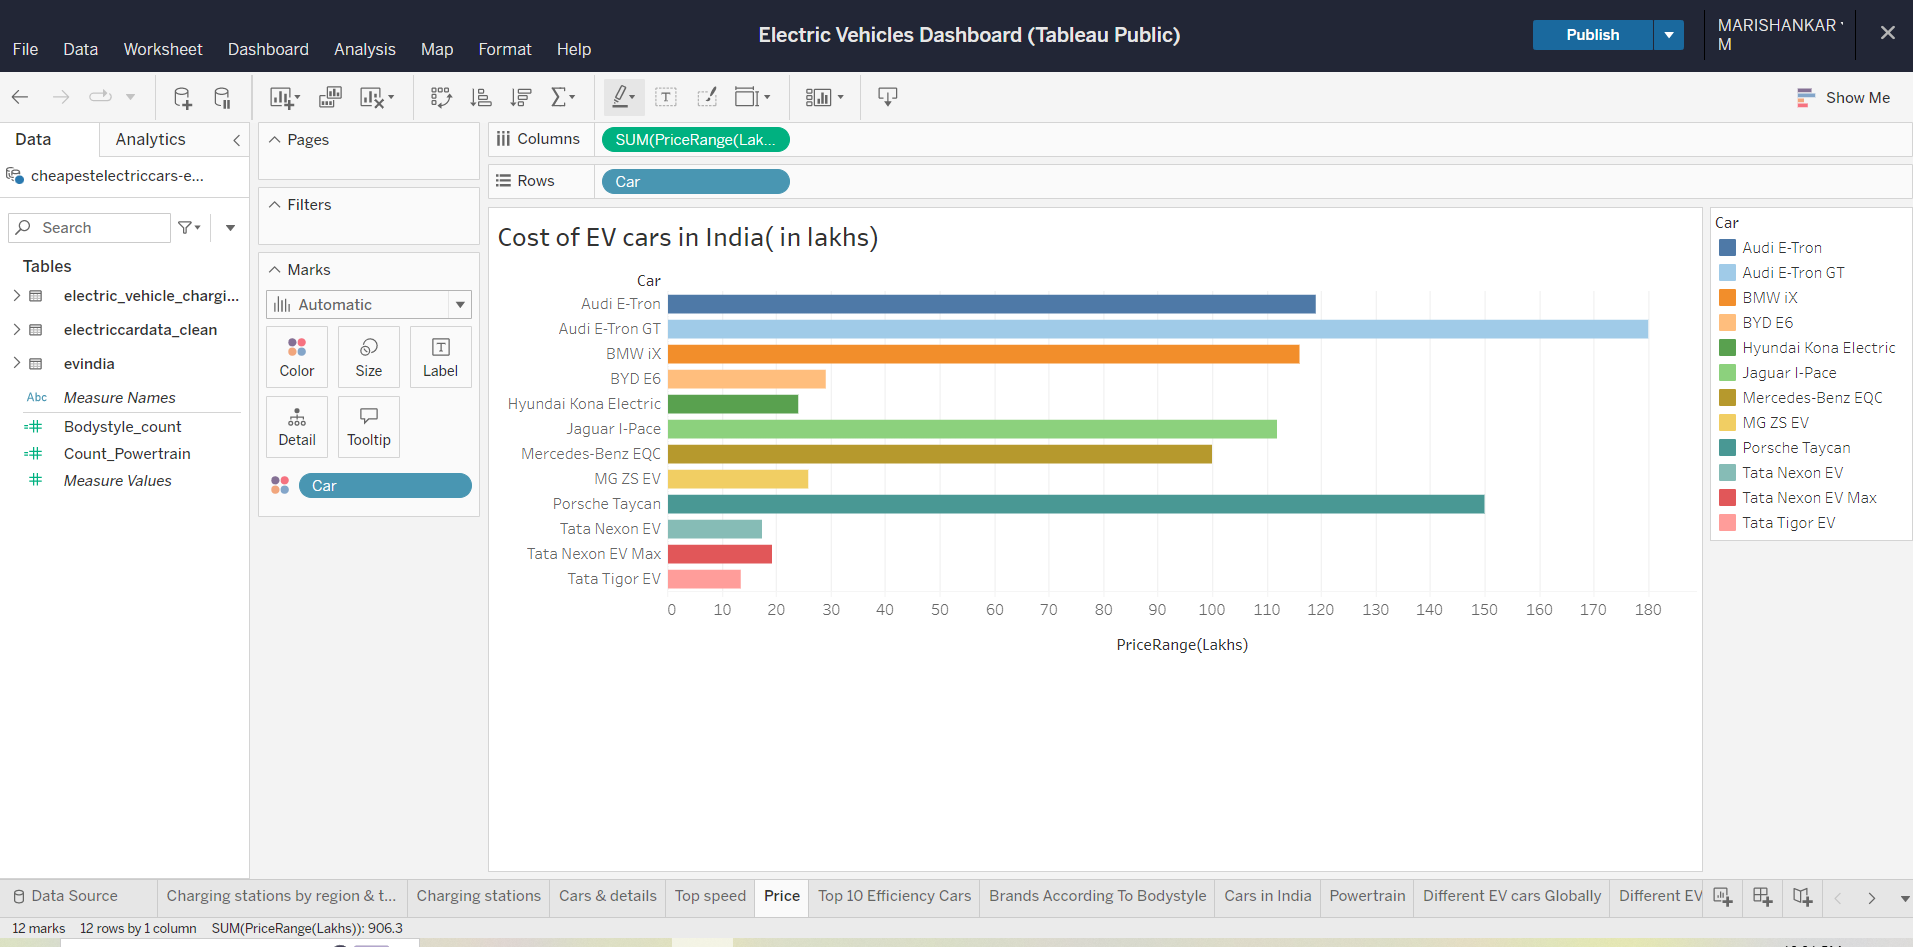 Electric Vehicles Dashboard (Tableau Public)
File Data Worksheet Dashboard Analysis Map Format Help
Publish
MARISHANKAR
M
Show Me
Data
Analytics
cheapestelectriccars-e...
Search
Tables
electric_vehicle_chargi...
electriccardata_clean
evindia
Abc Measure Names
Bodystyle_count
Count_Powertrain
Measure Values
Pages
Filters
Marks
Automatic
Color
Size
Label
Detail
Tooltip
Car
Columns
SUM(PriceRange(Lak...
Rows
Car
Cost of EV cars in India( in lakhs)
Car
Audi E-Tron
Audi E-Tron GT
BMW iX
BYD E6
Hyundai Kona Electric
Jaguar I-Pace
Mercedes-Benz EQC
MG ZS EV
Porsche Taycan
Tata Nexon EV
Tata Nexon EV Max
Tata Tigor EV
0 10 20 30 40 50 60 70 80 90 100 110 120 130 140 150 160 170 180
PriceRange(Lakhs)
Car
Audi E-Tron
Audi E-Tron GT
BMW iX
BYD E6
Hyundai Kona Electric
Jaguar I-Pace
Mercedes-Benz EQC
MG ZS EV
Porsche Taycan
Tata Nexon EV
Tata Nexon EV Max
Tata Tigor EV
Data Source
Charging stations by region & t...
Charging stations
Cars & details
Top speed
Price
Top 10 Efficiency Cars
Brands According To Bodystyle
Cars in India
Powertrain
Different EV cars Globally
Different EV
12 marks 12 rows by 1 column SUM(PriceRange(Lakhs)): 906.3